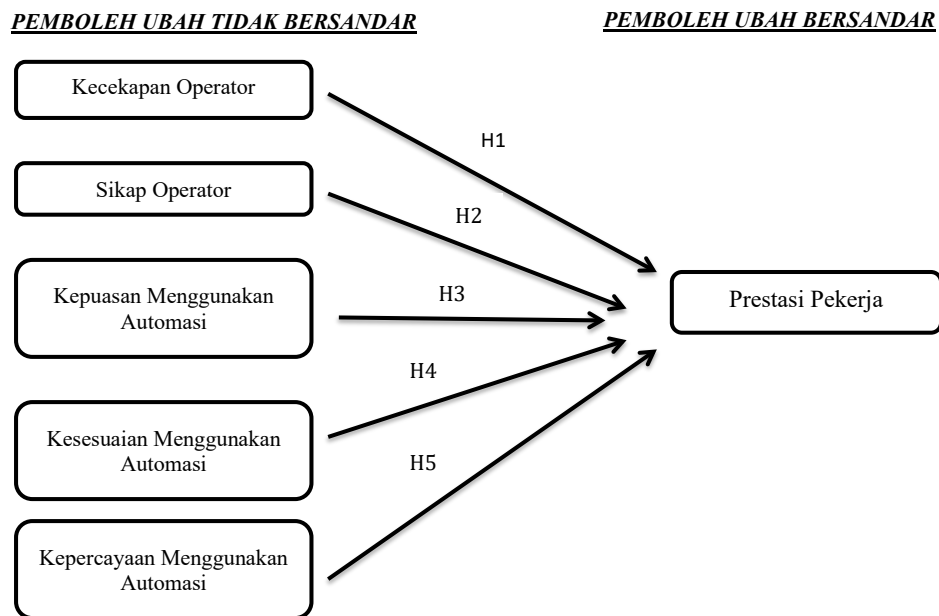 PEMBOLEH UBAH TIDAK BERSANDAR
PEMBOLEH UBAH BERSANDAR
Kecekapan Operator
H1
Sikap Operator
H2
Kepuasan Menggunakan
Automasi
H3
Prestasi Pekerja
H4
Kesesuaian Menggunakan
Automasi
H5
Kepercayaan Menggunakan
Automasi